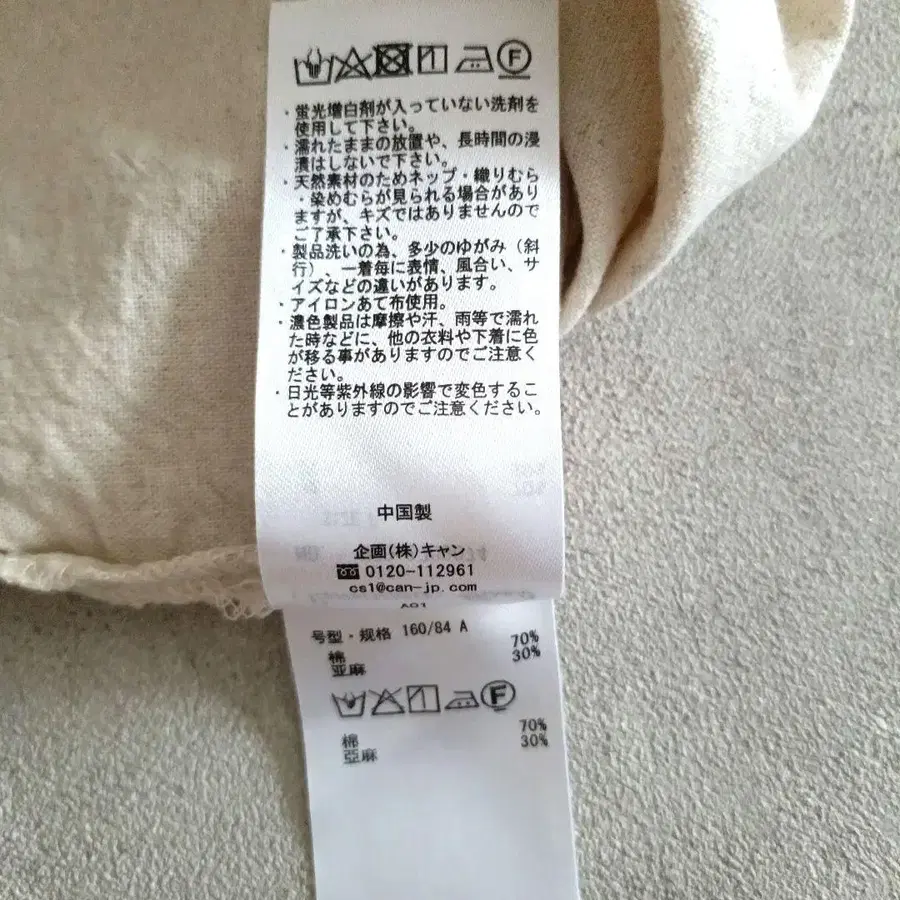 ・蛍光増白剤が入っていない洗剤を
使用して下さい。
・濡れたままの放置や、長時間の浸
漬はしないで下さい。
・天然素材のためネップ・織りむら
・染めむらが見られる場合があり
ますが、キズではありませんので
ご了承下さい。
・製品洗いの為、多少のゆがみ（斜
行）、一着毎に表情、風合い、サ
イズなどの違いがあります。
・アイロンあて布使用。
・濃色製品は摩擦や汗、雨等で濡れ
た時などに、他の衣料や下着に色
が移る事がありますのでご注意く
ださい。
・日光等紫外線の影響で変色するこ
とがありますのでご注意ください。
中国製
企画(株)キャン
0120-112961
cs1@can-jp.com
A01
号型・规格 160/84 A
棉 70%
亚麻 30%
F
棉 70%
亞麻 30%